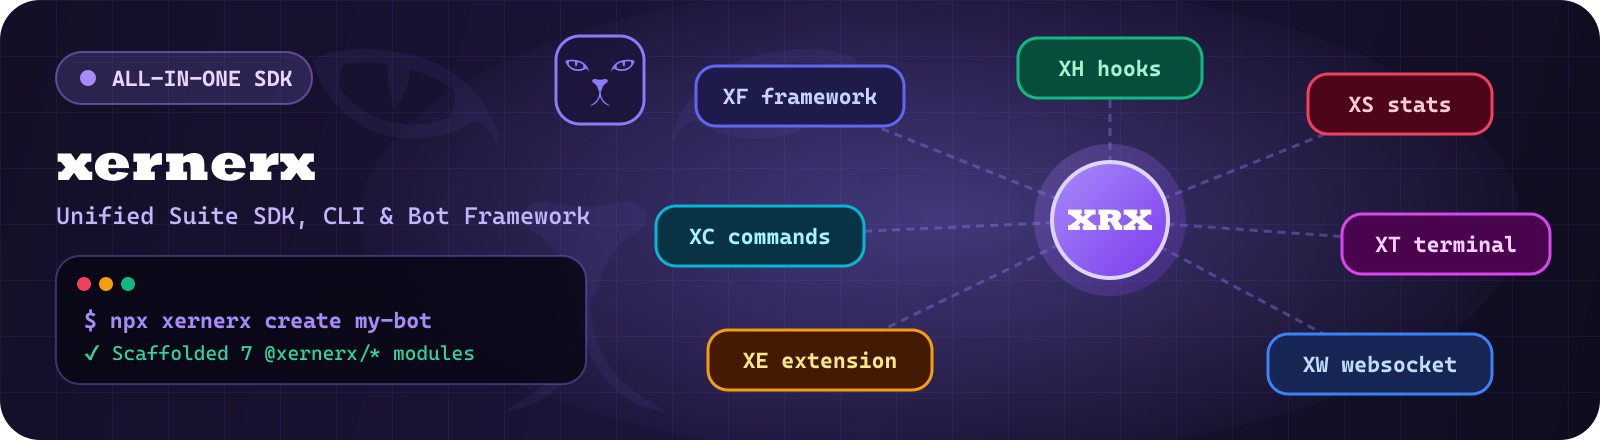 ALL-IN-ONE SDK
xernerx
Unified Suite SDK, CLI & Bot Framework
$ npx xernerx create my-bot
✓ Scaffolded 7 @xernerx/* modules
XF framework
XH hooks
XS stats
XC commands
XRX
XT terminal
XE extension
XW websocket